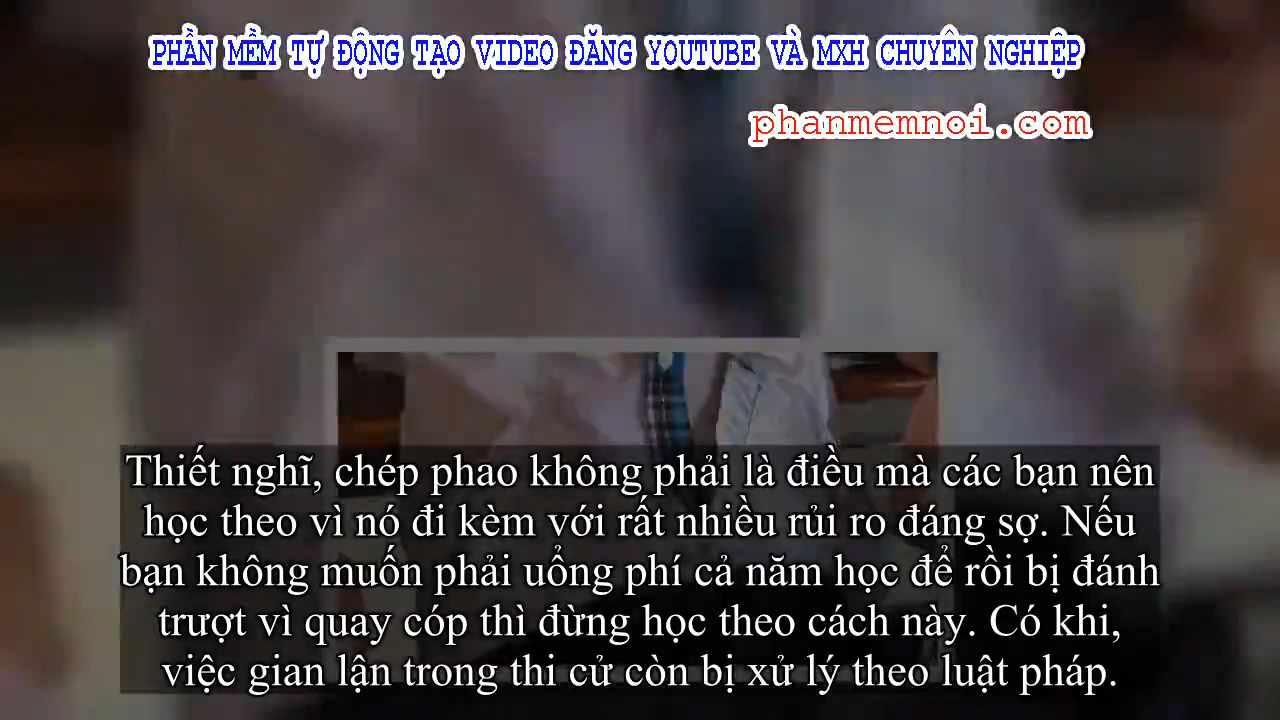 PHẦN MỀM TỰ ĐỘNG TẠO VIDEO ĐĂNG YOUTUBE VÀ MXH CHUYÊN NGHIỆP
phanmemnoi.com
Thiết nghĩ, chép phao không phải là điều mà các bạn nên
học theo vì nó đi kèm với rất nhiều rủi ro đáng sợ. Nếu
bạn không muốn phải uổng phí cả năm học để rồi bị đánh
trượt vì quay cóp thì đừng học theo cách này. Có khi,
việc gian lận trong thi cử còn bị xử lý theo luật pháp.